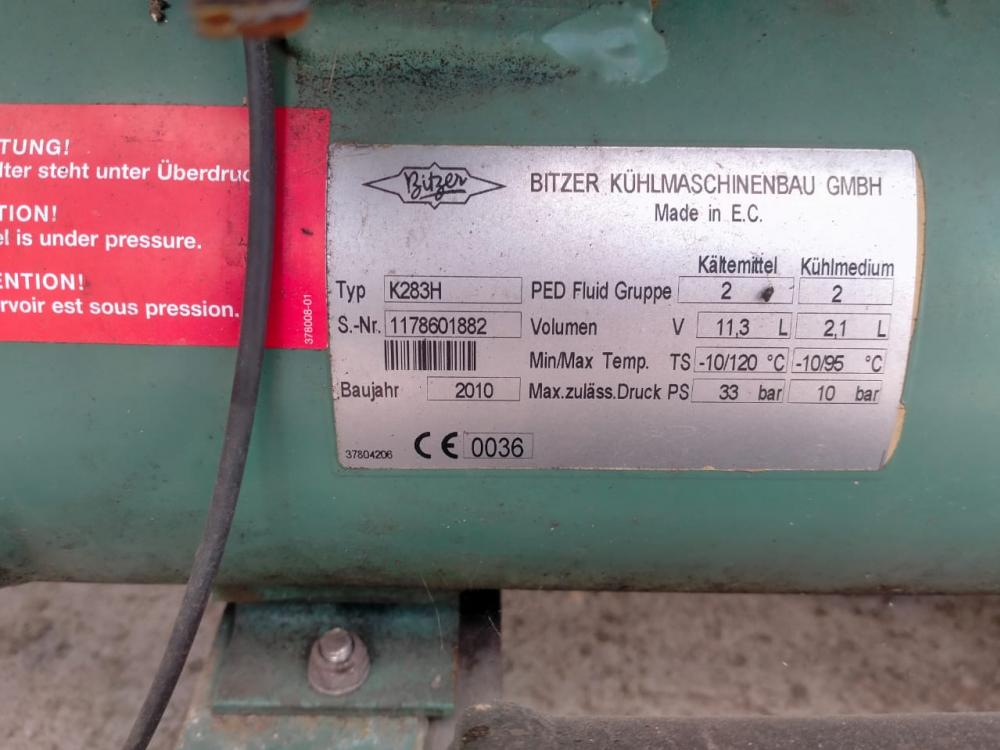 TUNG!
lter steht unter Überdruc
TION!
el is under pressure.
ENTION!
rvoir est sous pression.
378008-01
Bitzer
BITZER KÜHLMASCHINENBAU GMBH
Made in E.C.
Kältemittel Kühlmedium
Typ K283H PED Fluid Gruppe 2 2
S.-Nr. 1178601882 Volumen V 11,3 L 2,1 L
Min/Max Temp. TS -10/120 °C -10/95 °C
Baujahr 2010 Max.zuläss.Druck PS 33 bar 10 bar
37804206 CE 0036